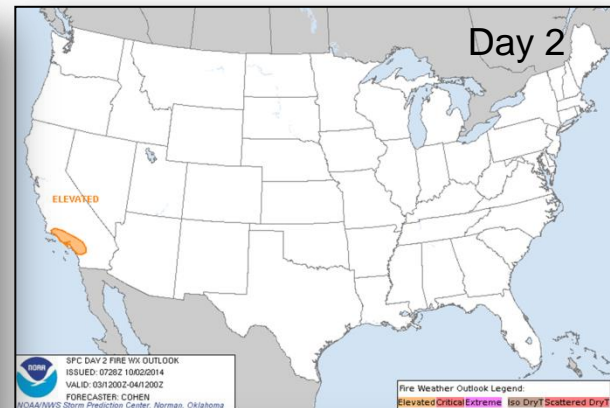 Day 2
ELEVATED
NOAA
SPC DAY 2 FIRE WX OUTLOOK
ISSUED: 0728Z 10/02/2014
VALID: 03/1200Z-04/1200Z
FORECASTER: COHEN
NOAA/NWS Storm Prediction Center, Norman, Oklahoma
Fire Weather Outlook Legend:
Elevated Critical Extreme Iso DryT Scattered DryT